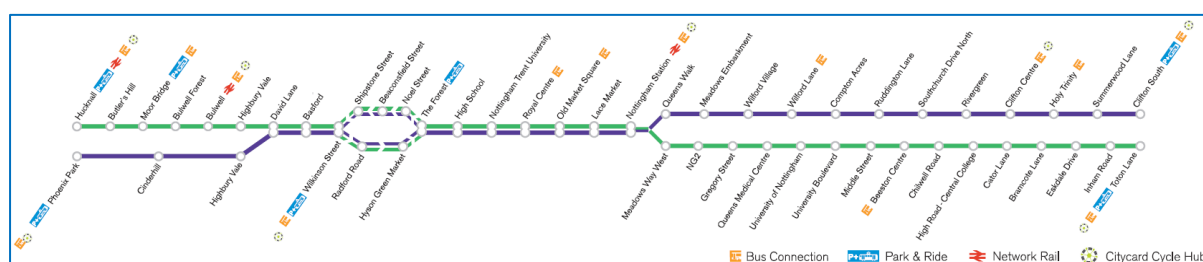 Hucknall
Butler's Hill
Moor Bridge
Bulwell Forest
Bulwell
Highbury Vale
David Lane
Basford
Shipstone Street
Beaconsfield Street
Noel Street
The Forest
High School
Nottingham Trent University
Royal Centre
Old Market Square
Lace Market
Nottingham Station
Queens Walk
Meadows Embankment
Wilford Village
Wilford Lane
Compton Acres
Ruddington Lane
Southchurch Drive North
Rivergreen
Clifton Centre
Holy Trinity
Summerwood Lane
Clifton South
Phoenix Park
Cinderhill
Highbury Vale
Wilkinson Street
Radford Road
Hyson Green Market
Meadows Way West
NG2
Gregory Street
Queens Medical Centre
University of Nottingham
University Boulevard
Middle Street
Beeston Centre
Chilwell Road
High Road - Central College
Cator Lane
Bramcote Lane
Eskdale Drive
Inham Road
Toton Lane
Bus Connection
Park & Ride
Network Rail
Citycard Cycle Hub